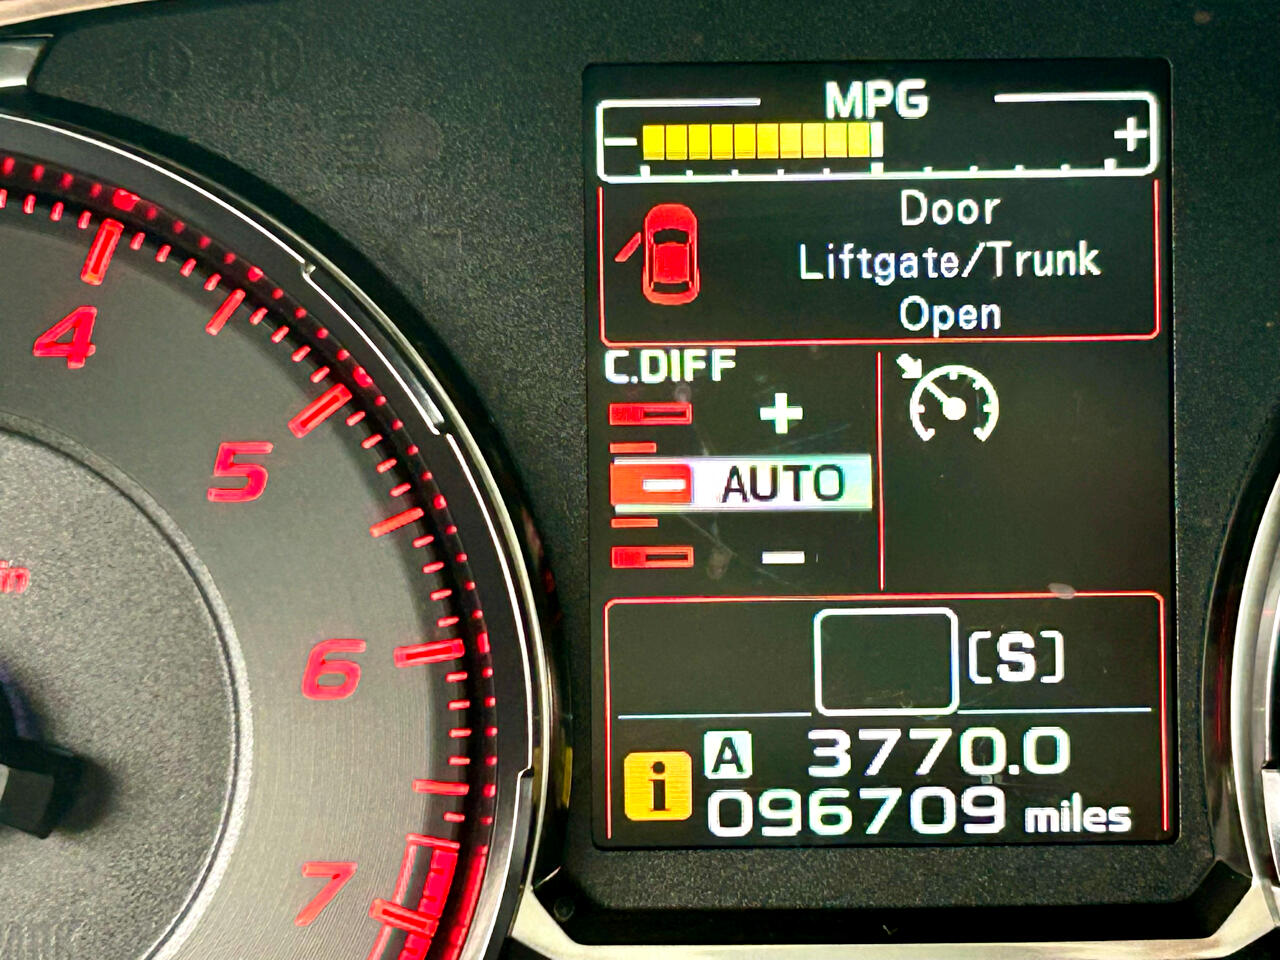 MPG
- +
Door
Liftgate/Trunk
Open
C.DIFF
+
AUTO
-
[S]
i A 3770.0
096709 miles
4
5
6
7